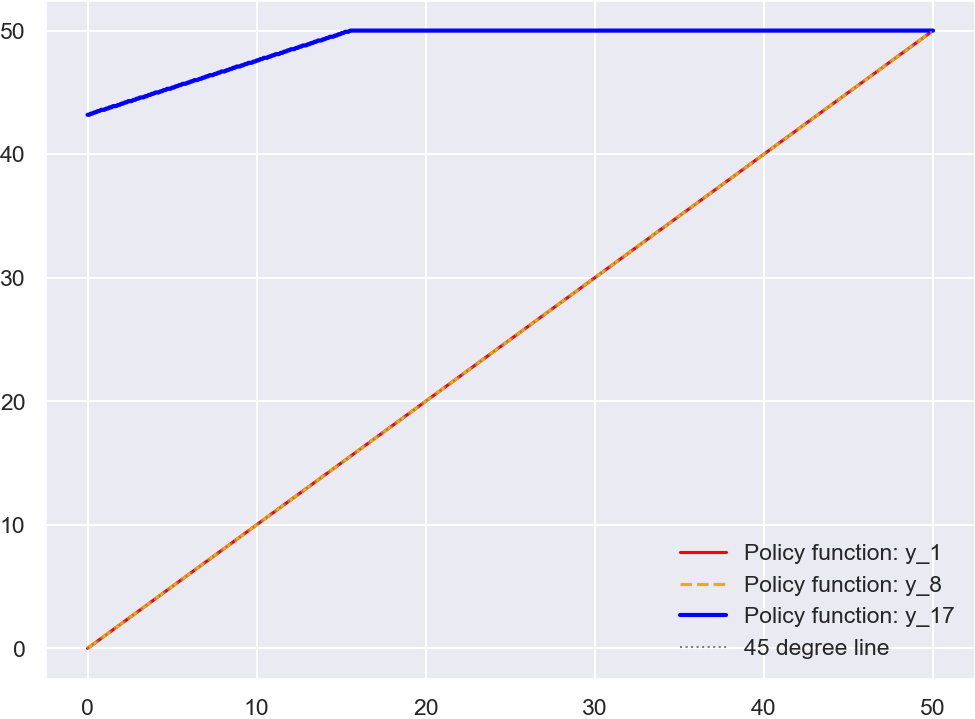 50
40
30
20
10
0
Policy function: y_1
Policy function: y_8
Policy function: y_17
45 degree line
0 10 20 30 40 50